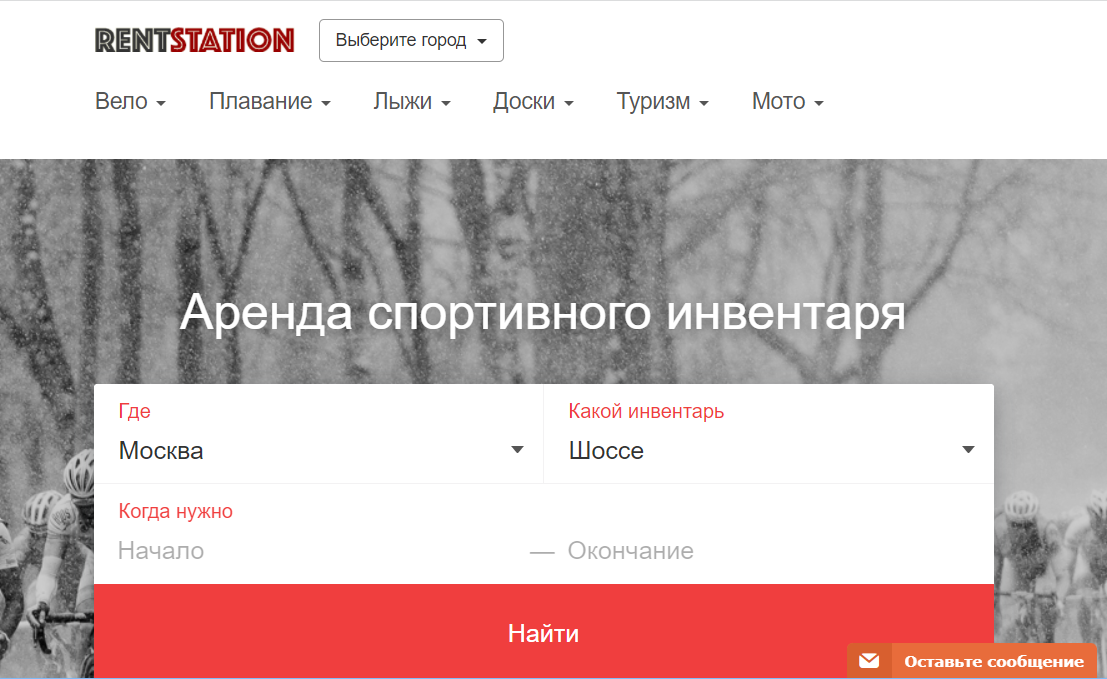 RENTSTATION Выберите город
Вело Плавание Лыжи Доски Туризм Мото
Аренда спортивного инвентаря
Где Какой инвентарь
Москва Шоссе
Когда нужно
Начало — Окончание
Найти
Оставьте сообщение